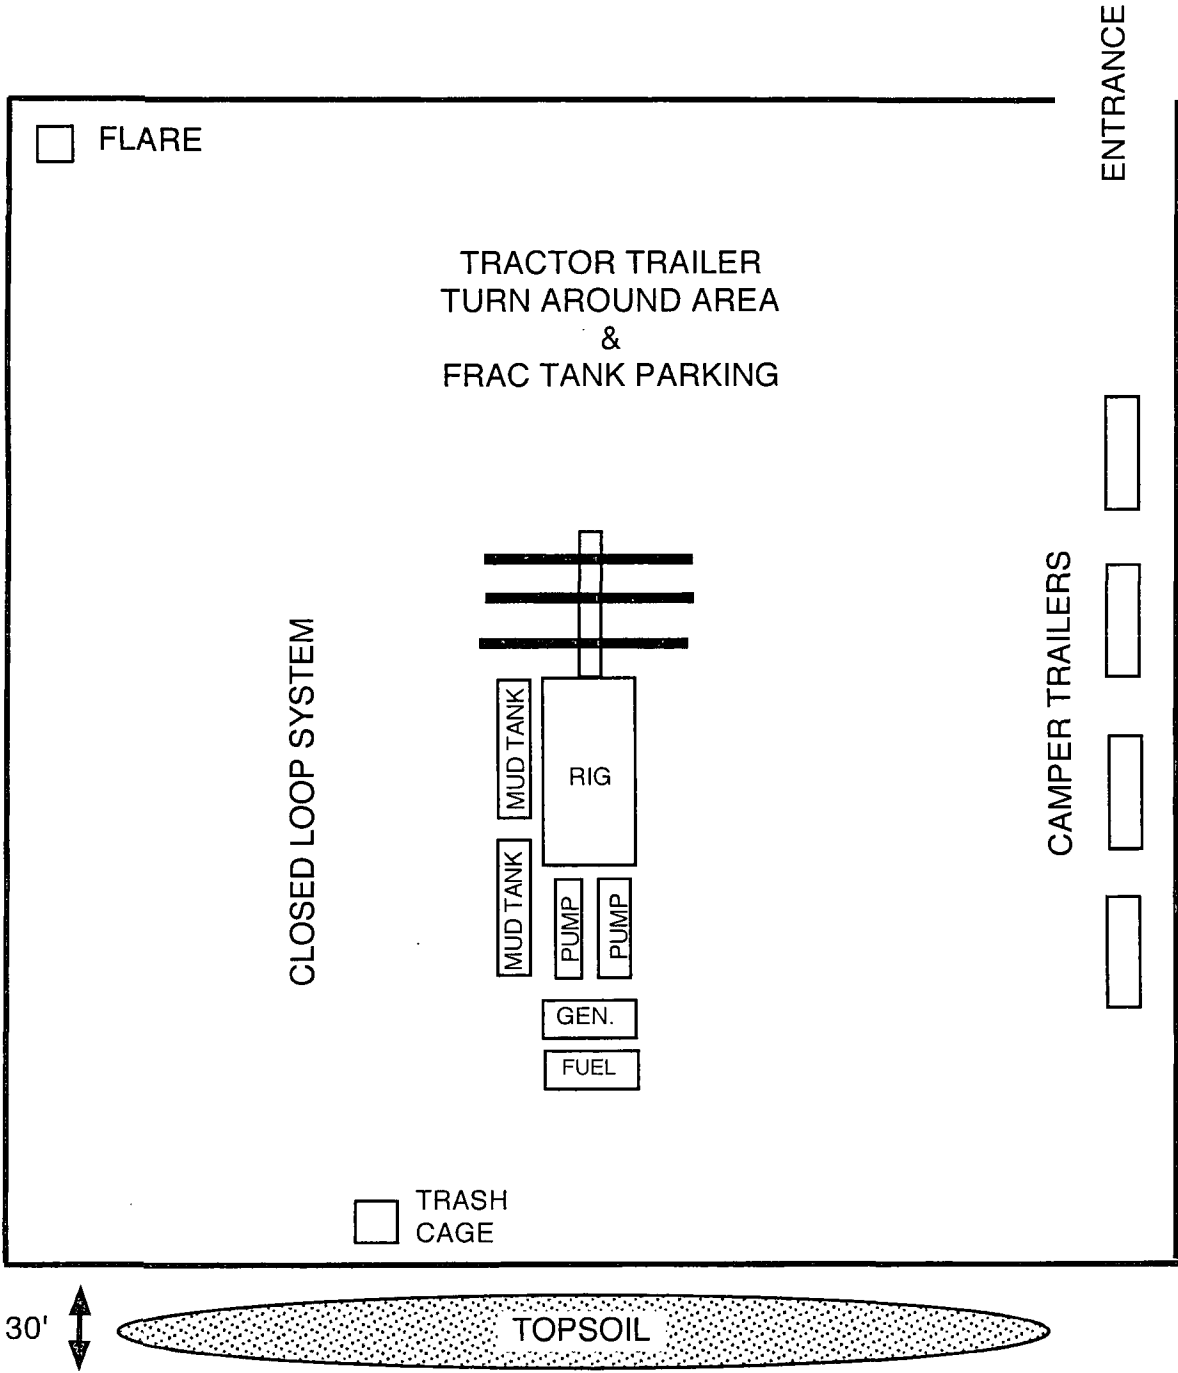 ENTRANCE
FLARE
TRACTOR TRAILER
TURN AROUND AREA
&
FRAC TANK PARKING
CLOSED LOOP SYSTEM
MUD TANK
RIG
CAMPER TRAILERS
MUD TANK
PUMP
PUMP
GEN.
FUEL
TRASH
CAGE
30'
TOPSOIL